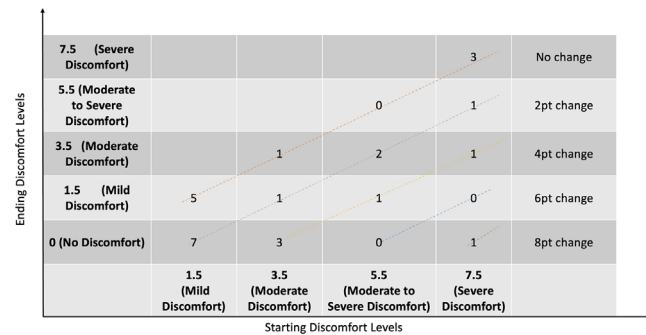 Ending Discomfort Levels
7.5 (Severe
Discomfort)
3
No change
5.5 (Moderate
to Severe
Discomfort)
0
1
2pt change
3.5 (Moderate
Discomfort)
1
2
1
4pt change
1.5 (Mild
Discomfort)
5
1
1
0
6pt change
0 (No Discomfort)
7
3
0
1
8pt change
1.5
(Mild
Discomfort)
3.5
(Moderate
Discomfort)
5.5
(Moderate to
Severe Discomfort)
7.5
(Severe
Discomfort)
Starting Discomfort Levels